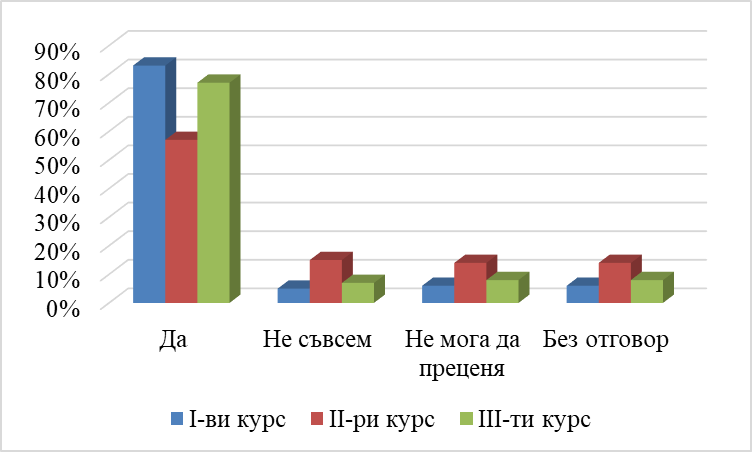 90%
80%
70%
60%
50%
40%
30%
20%
10%
0%
Да
Не съвсем
Не мога да
преценя
Без отговор
I-ви курс
II-ри курс
III-ти курс